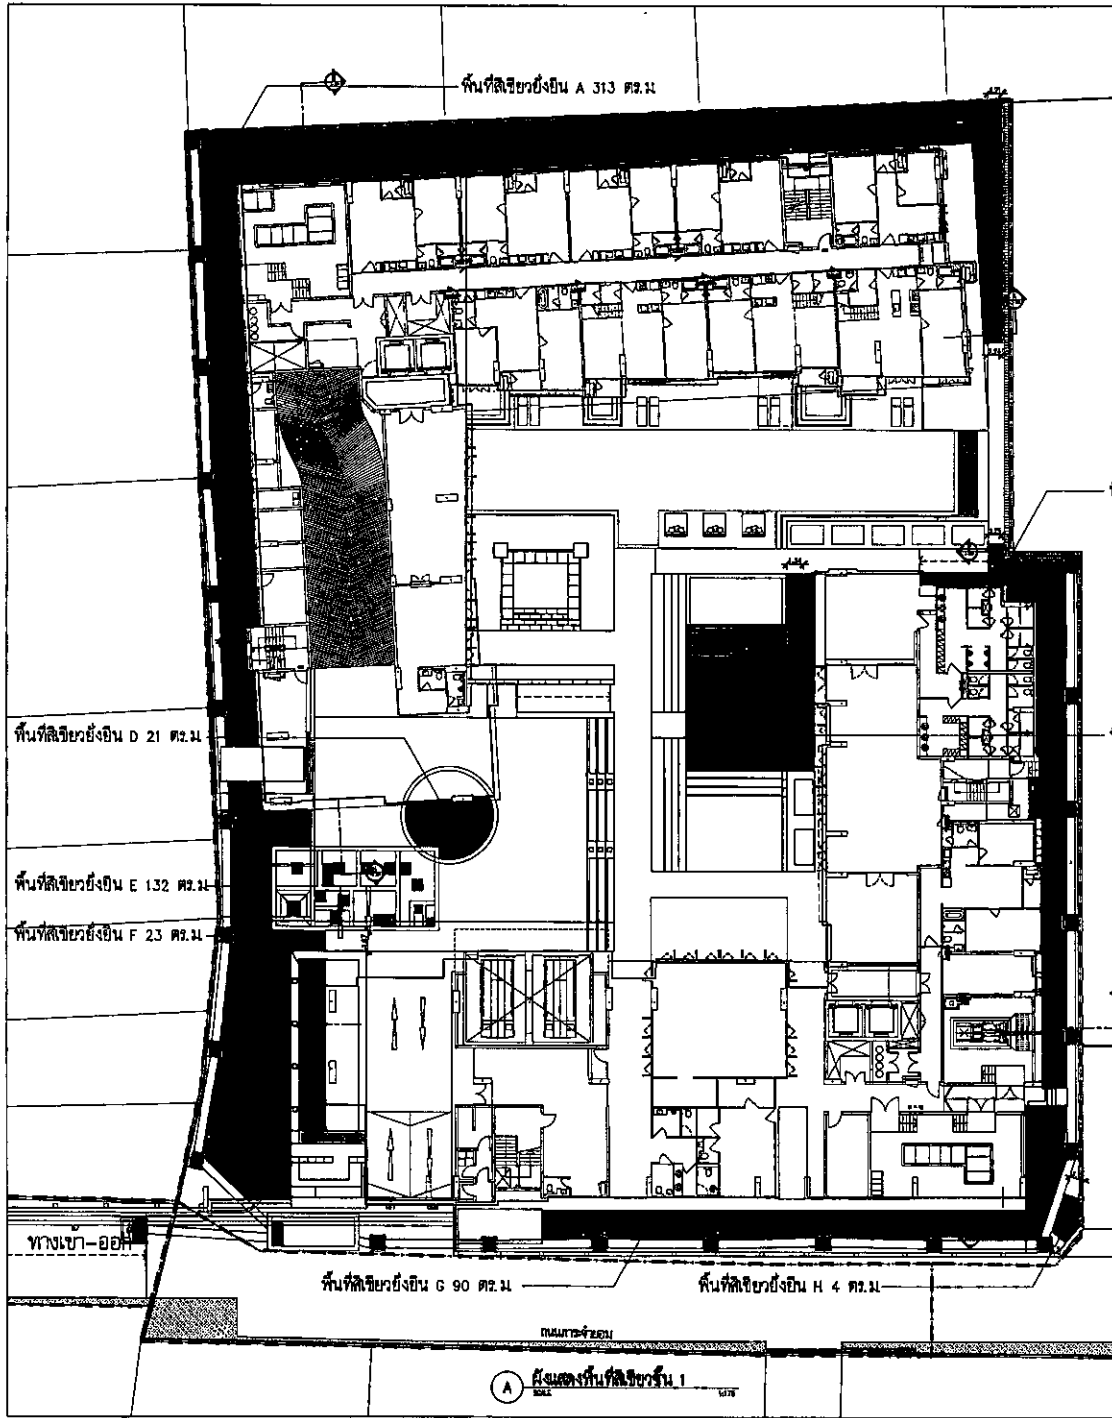 พื้นที่สีเขียวยั่งยืน A 313 ตร.ม
พื้นที่สีเขียวยั่งยืน D 21 ตร.ม
พื้นที่สีเขียวยั่งยืน E 132 ตร.ม
พื้นที่สีเขียวยั่งยืน F 23 ตร.ม
ทางเข้า-ออก
พื้นที่สีเขียวยั่งยืน G 90 ตร.ม
พื้นที่สีเขียวยั่งยืน H 4 ตร.ม
A ผังแสดงพื้นที่สีเขียวชั้น 1
SCALE